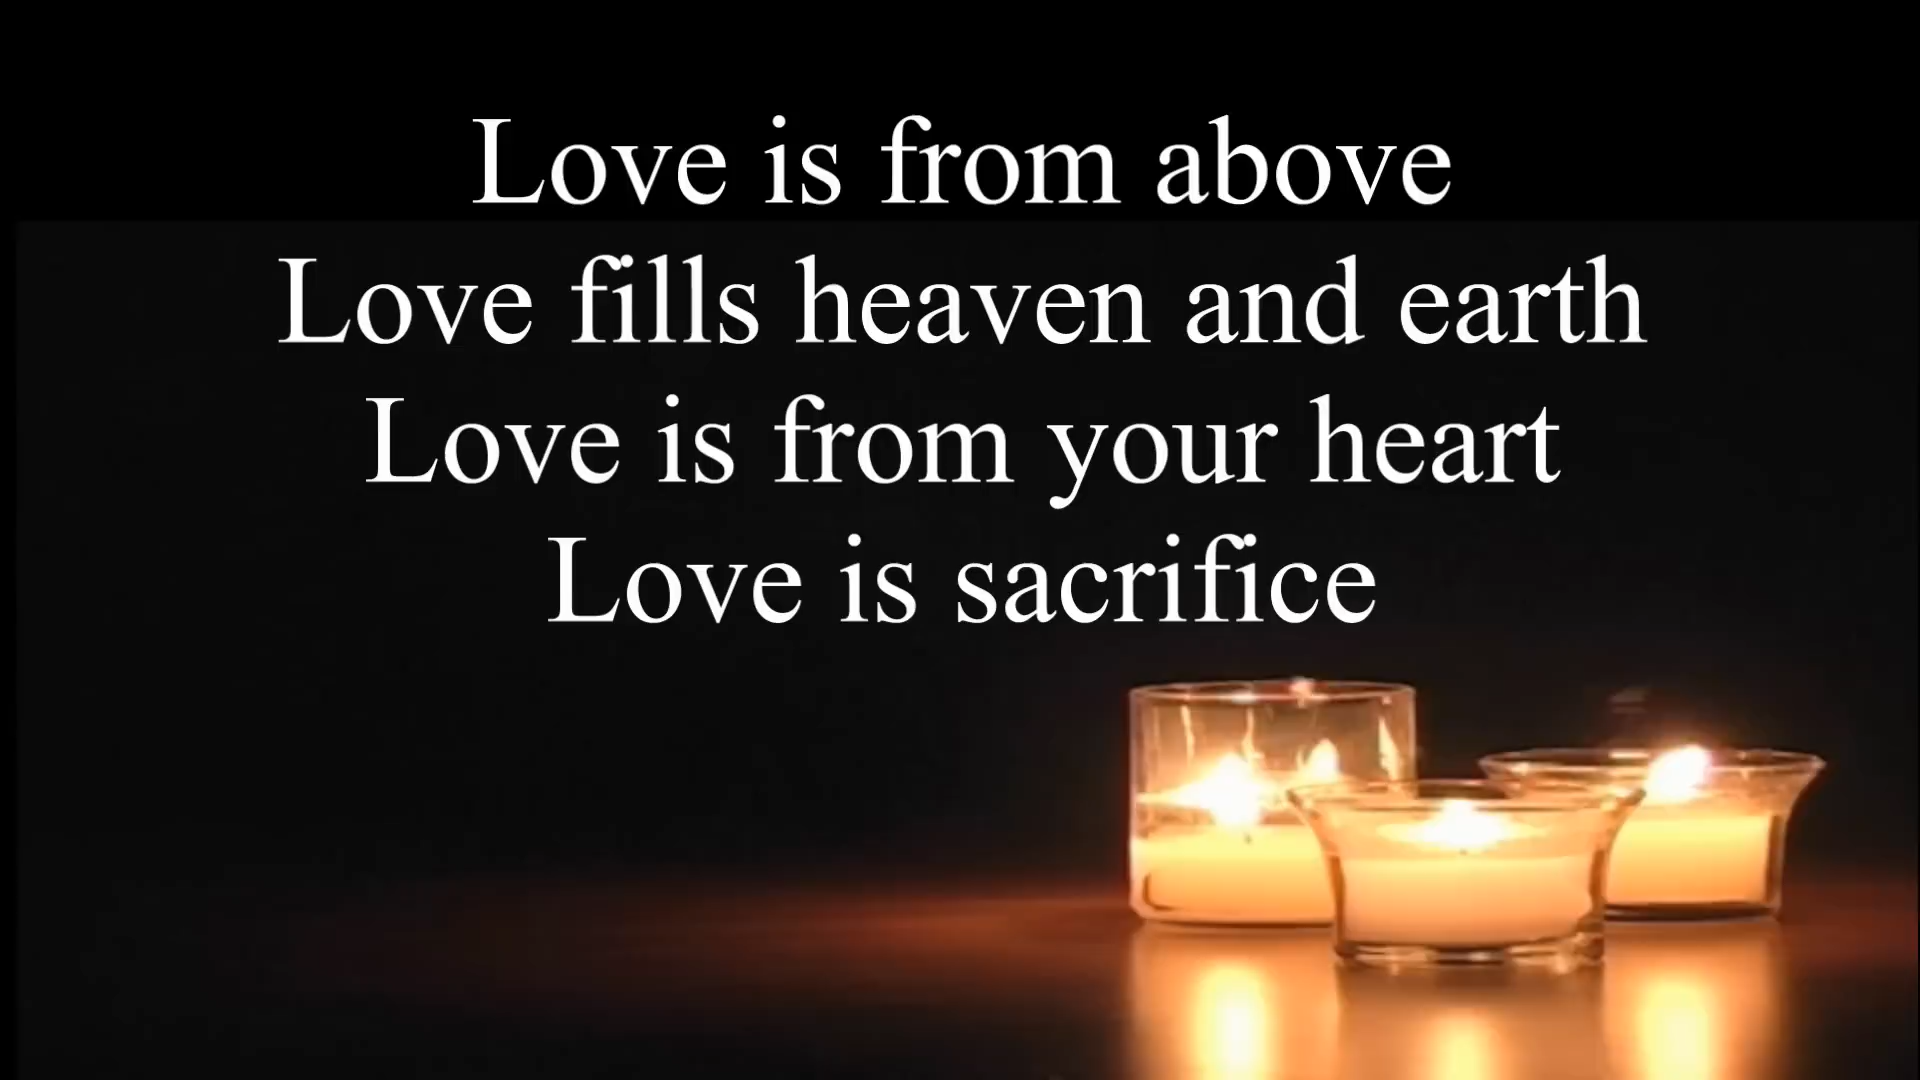 Love is from above
Love fills heaven and earth
Love is from your heart
Love is sacrifice